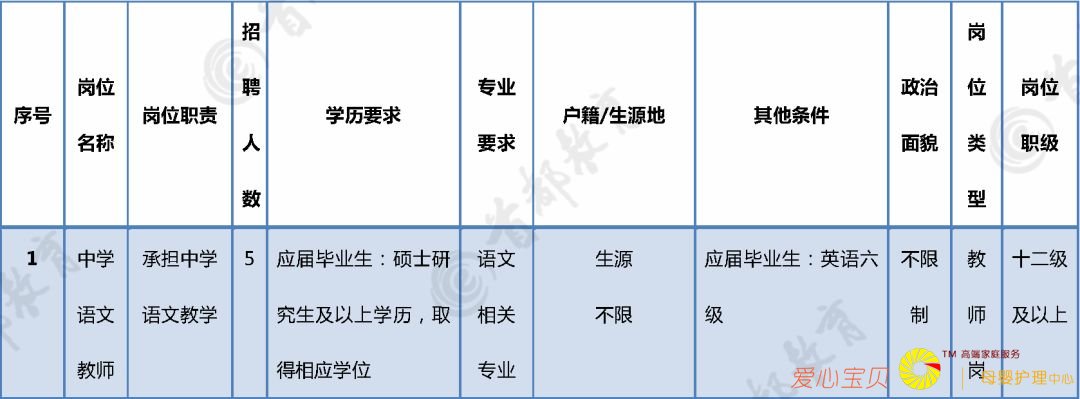 序号
岗位
名称
岗位职责
招
聘
人
数
学历要求
专业
要求
户籍/生源地
其他条件
政治
面貌
岗
位
类
型
岗位
职级
1
中学
语文
教师
承担中学
语文教学
5
应届毕业生：硕士研
究生及以上学历，取
得相应学位
语文
相关
专业
生源
不限
应届毕业生：英语六
级
不限
制
教
师
岗
十二级
及以上
首都教育
首都教育
爱心宝贝
TM 高端家庭服务
母婴护理中心